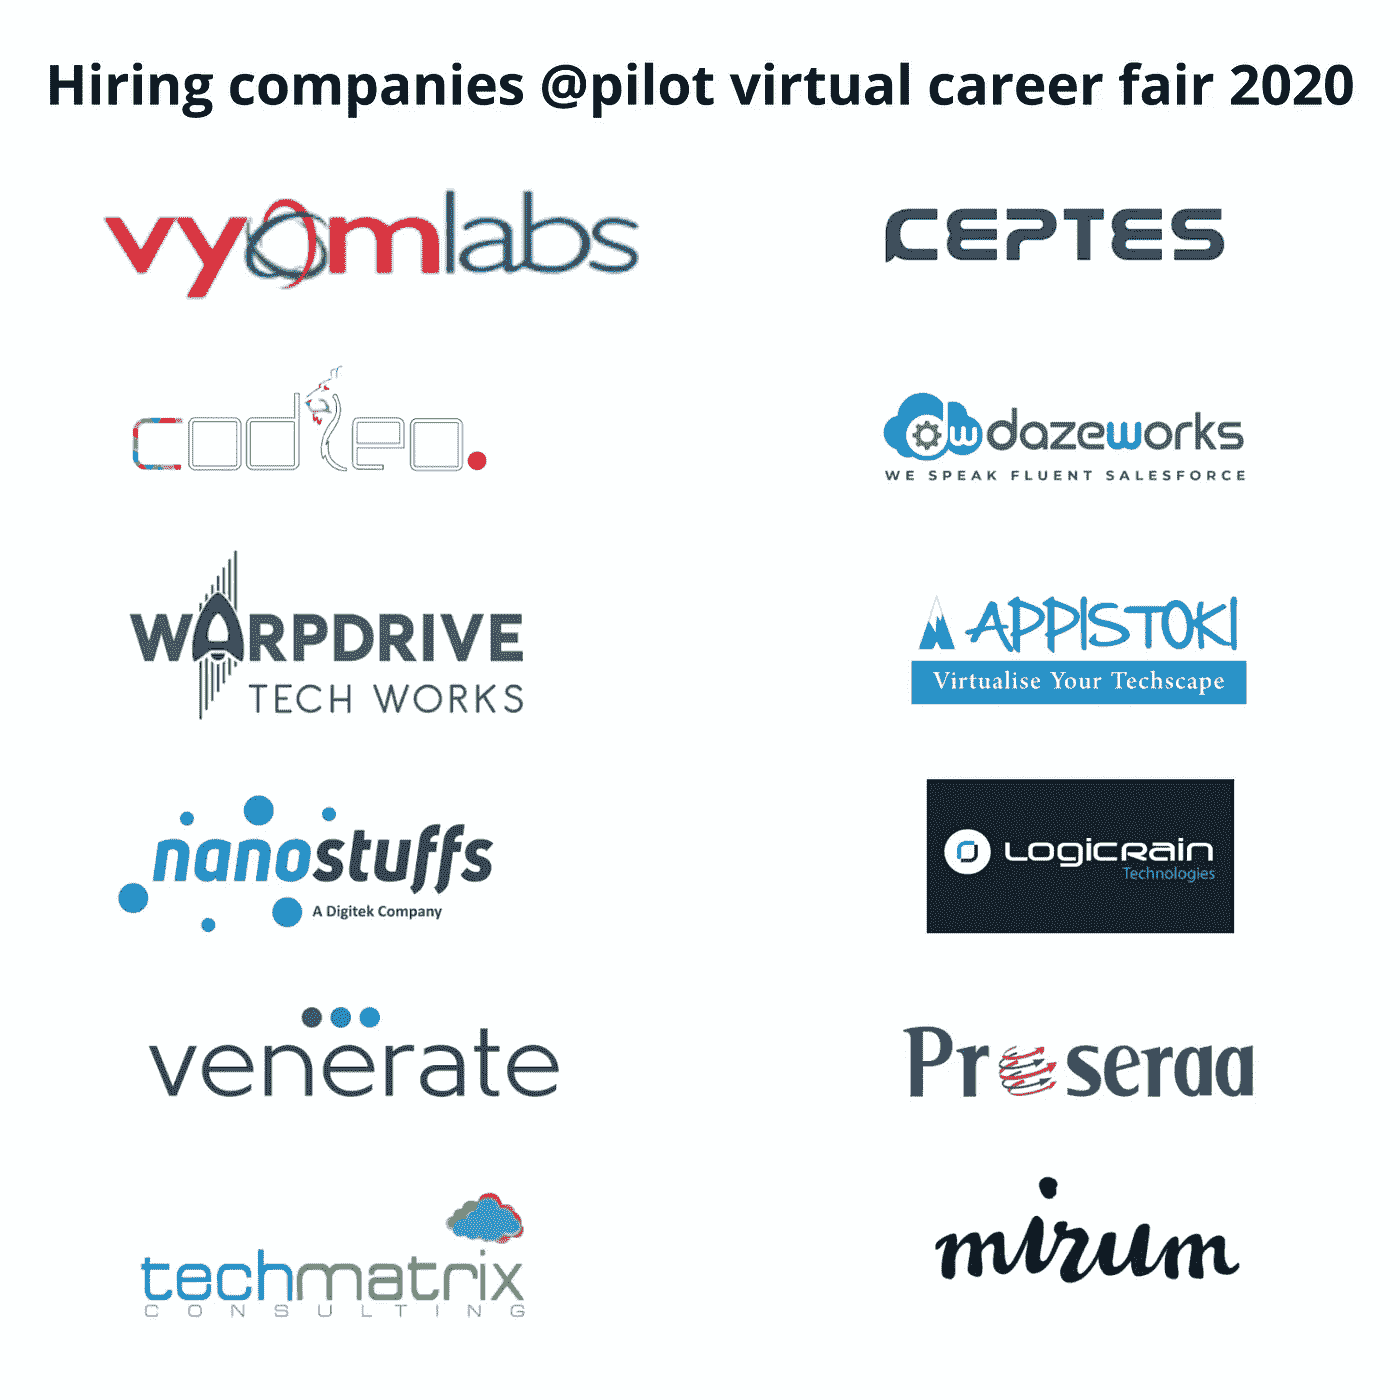 Hiring companies @pilot virtual career fair 2020
vyomlabs
CEPTES
codleo.
dw dazeworks
WE SPEAK FLUENT SALESFORCE
WARPDRIVE
TECH WORKS
APPISTOKI
Virtualise Your Techscape
nanostuffs
A Digitek Company
LOGICRAIN
Technologies
venerate
Proseraa
techmatrix
CONSULTING
mirum